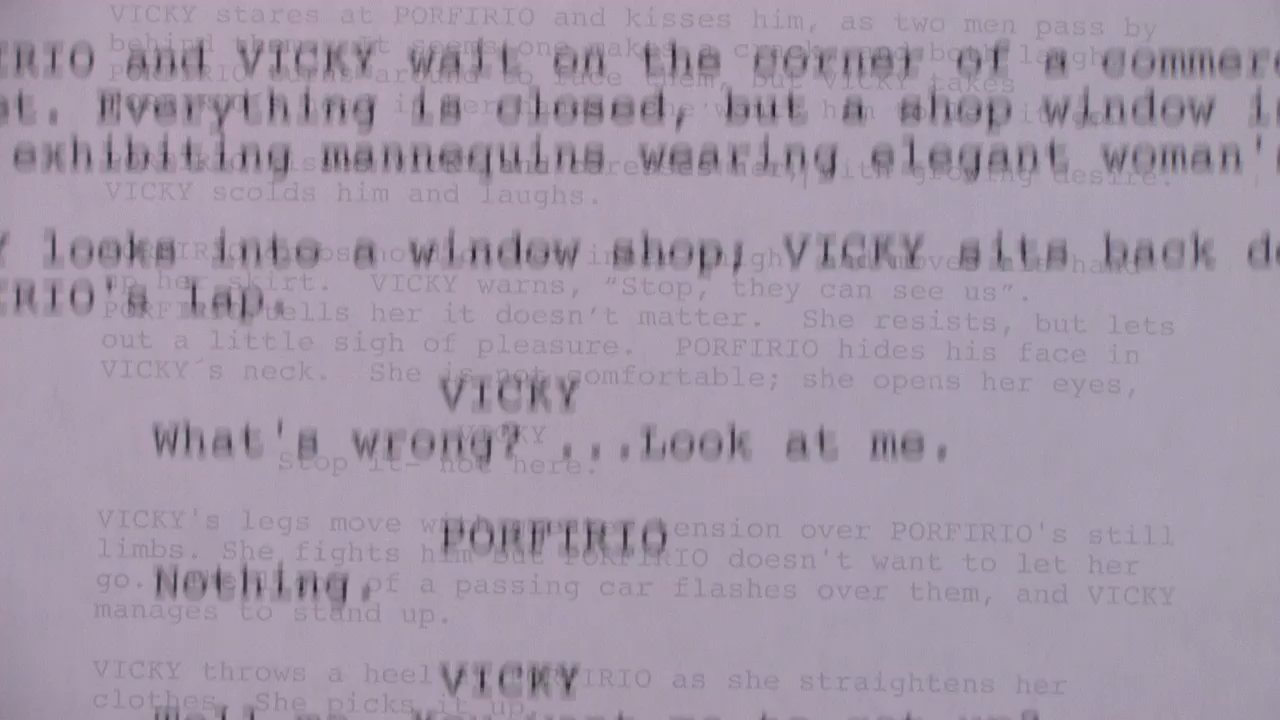 VICKY stares at PORFIRIO and kisses him, as two men pass by
RIO and VICKY wait on the corner of a commer
et. Everything is closed, but a shop window i
exhibiting mannequins wearing elegant woman's
VICKY scolds him and laughs.
Y looks into a window shop; VICKY sits back d
up her skirt. VICKY warns, “Stop, they can see us”.
IRIO's lap.
PORFIRIO tells her it doesn’t matter. She resists, but lets
out a little sigh of pleasure. PORFIRIO hides his face in
VICKY´s neck. She is not comfortable; she opens her eyes,
VICKY
What's wrong? ...Look at me.
VICKY
Stop it- not here.
VICKY's legs move with tension over PORFIRIO's still
PORFIRIO
limbs. She fights him but PORFIRIO doesn't want to let her
go. of a passing car flashes over them, and VICKY
Nothing.
manages to stand up.
VICKY throws a heel PORFIRIO as she straightens her
VICKY
clothes. She picks it up.